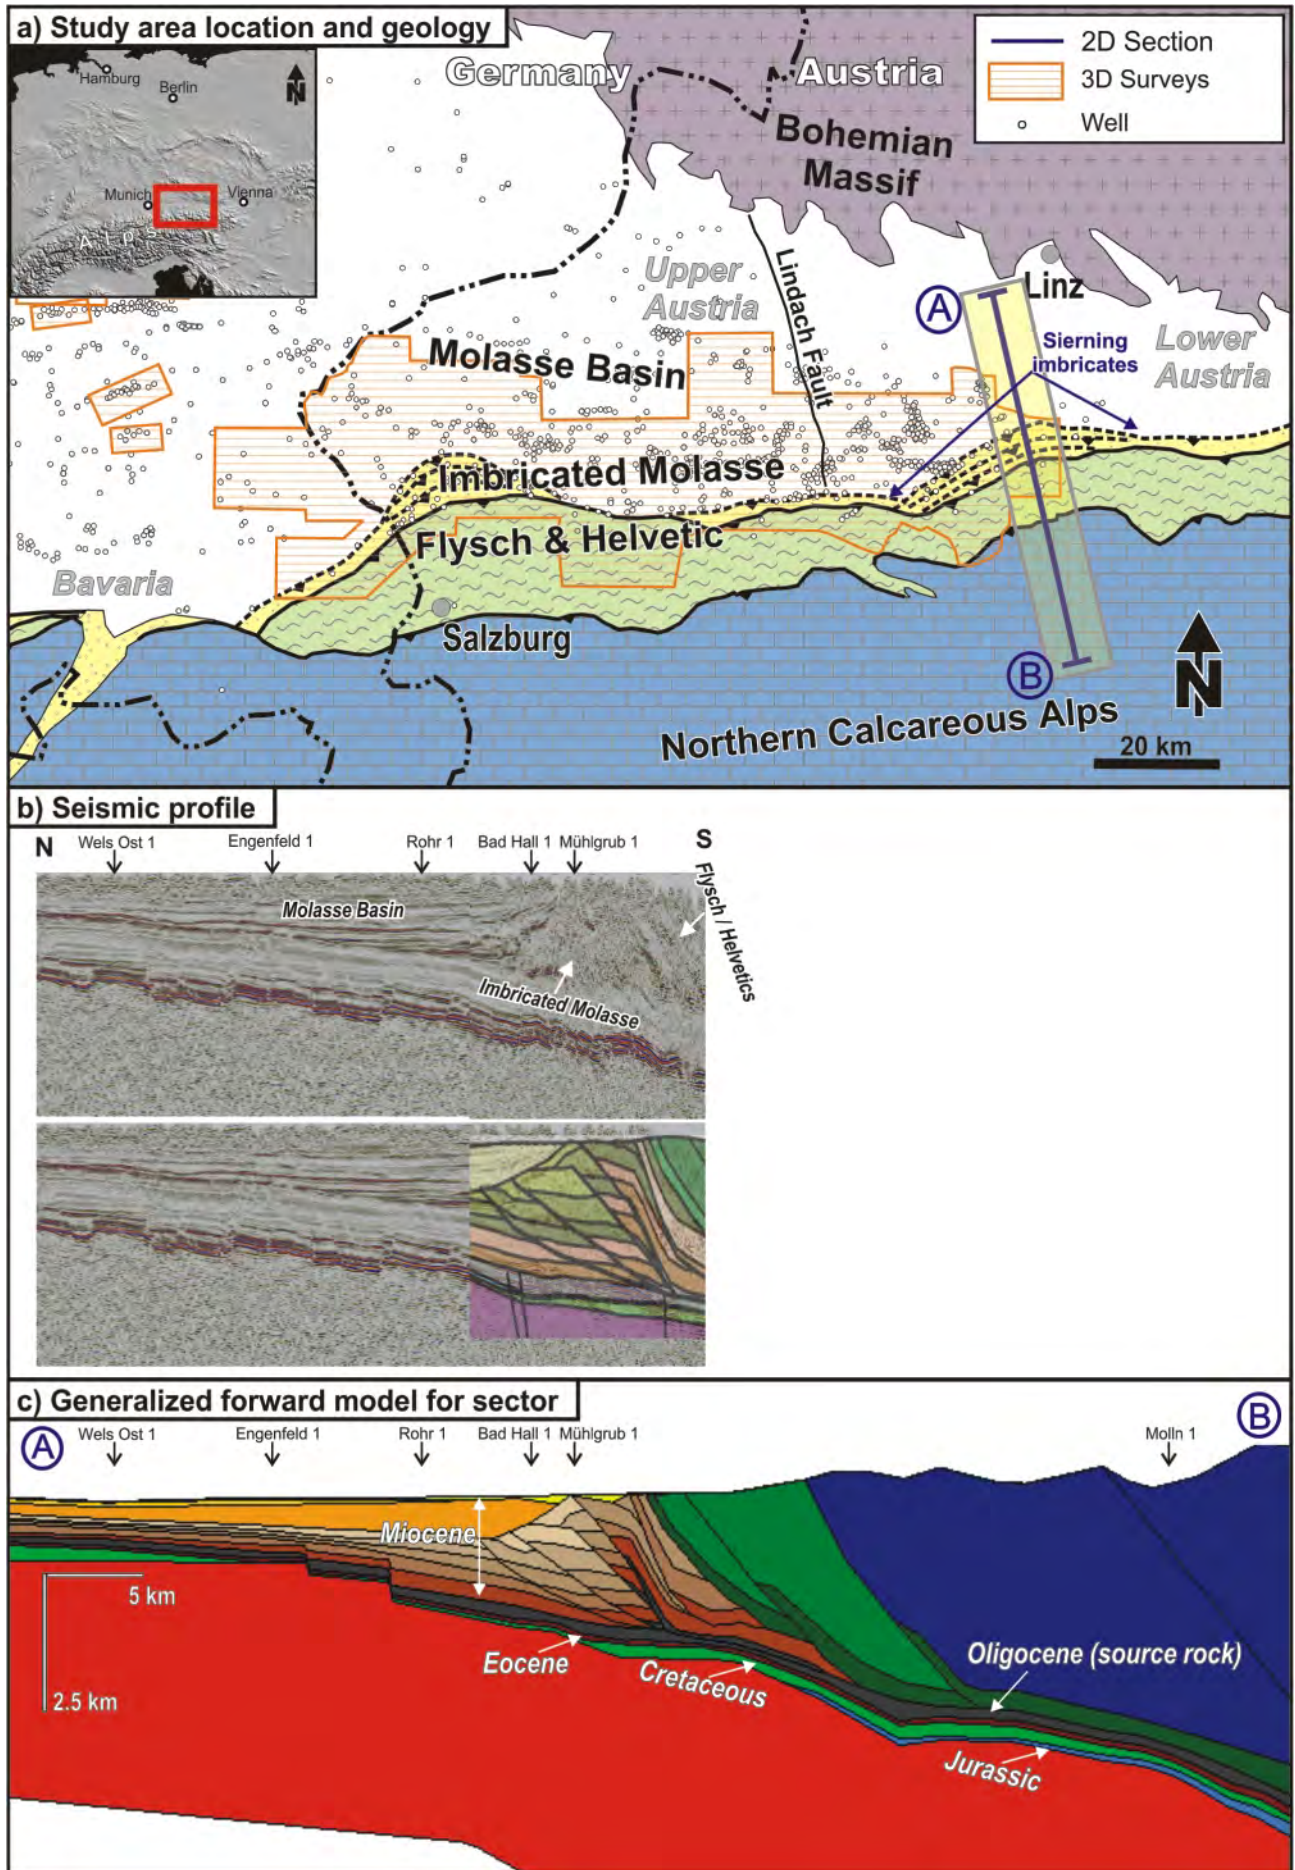 a) Study area location and geology
Hamburg
Berlin
N
Munich
Vienna
Alps
Germany
Austria
Bohemian
Massif
2D Section
3D Surveys
Well
Upper
Austria
Lindach Fault
A
Linz
Sierning
imbricates
Lower
Austria
Molasse Basin
Imbricated Molasse
Flysch & Helvetic
Bavaria
Salzburg
B
N
Northern Calcareous Alps
20 km
b) Seismic profile
N
Wels Ost 1
Engenfeld 1
Rohr 1
Bad Hall 1
Mühlgrub 1
S
Molasse Basin
Flysch / Helvetics
Imbricated Molasse
c) Generalized forward model for sector
A
Wels Ost 1
Engenfeld 1
Rohr 1
Bad Hall 1
Mühlgrub 1
Molln 1
B
Miocene
5 km
2.5 km
Eocene
Cretaceous
Oligocene (source rock)
Jurassic